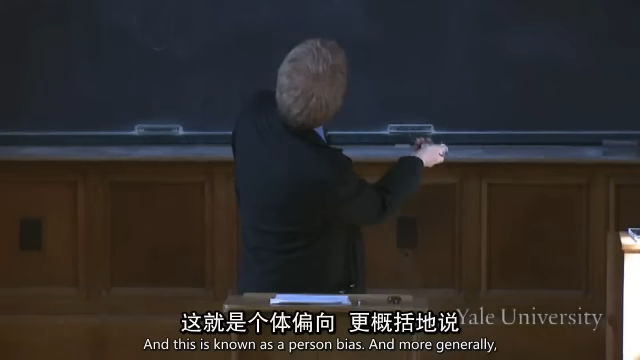 Yale University
这就是个体偏向 更概括地说
And this is known as a person bias. And more generally,